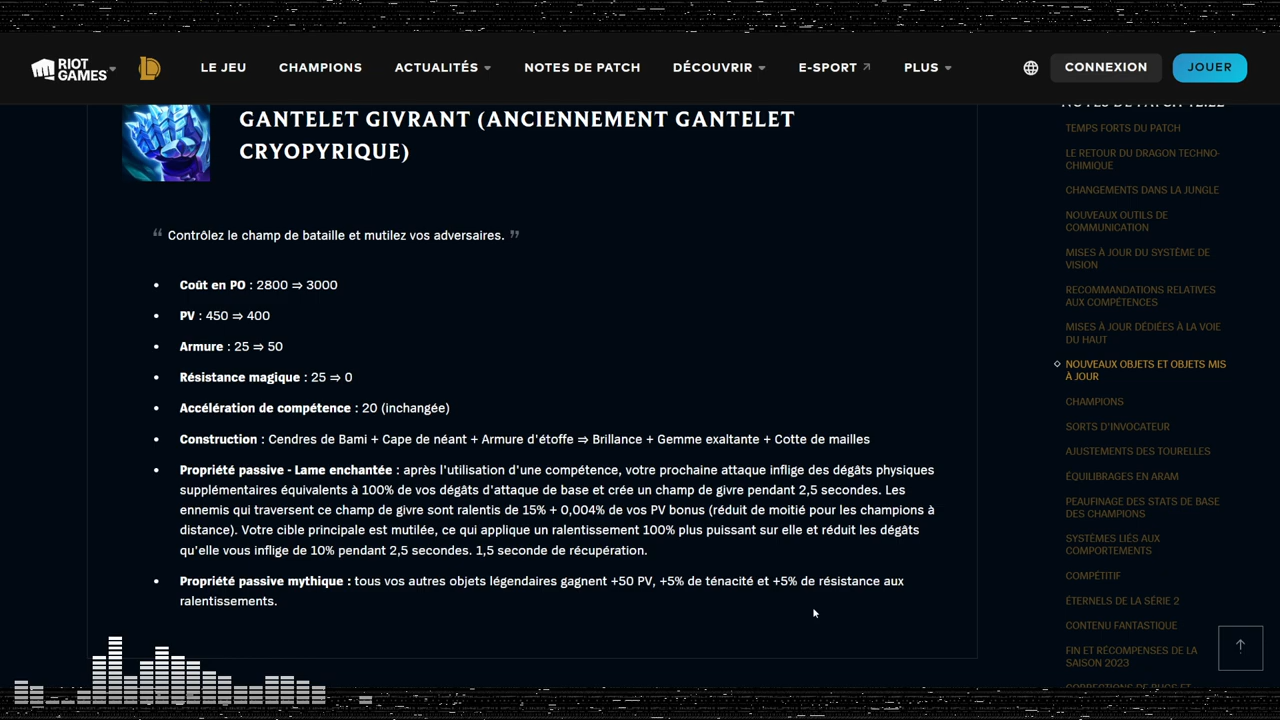 RIOT GAMES
LE JEU
CHAMPIONS
ACTUALITÉS
NOTES DE PATCH
DÉCOUVRIR
E-SPORT
PLUS
CONNEXION
JOUER
GANTELET GIVRANT (ANCIENNEMENT GANTELET
CRYOPYRIQUE)
“ Contrôlez le champ de bataille et mutilez vos adversaires. ”
• Coût en PO : 2800 ⇒ 3000
• PV : 450 ⇒ 400
• Armure : 25 ⇒ 50
• Résistance magique : 25 ⇒ 0
• Accélération de compétence : 20 (inchangée)
• Construction : Cendres de Bami + Cape de néant + Armure d'étoffe ⇒ Brillance + Gemme exaltante + Cotte de mailles
• Propriété passive - Lame enchantée : après l'utilisation d'une compétence, votre prochaine attaque inflige des dégâts physiques
supplémentaires équivalents à 100% de vos dégâts d'attaque de base et crée un champ de givre pendant 2,5 secondes. Les
ennemis qui traversent ce champ de givre sont ralentis de 15% + 0,004% de vos PV bonus (réduit de moitié pour les champions à
distance). Votre cible principale est mutilée, ce qui applique un ralentissement 100% plus puissant sur elle et réduit les dégâts
qu'elle vous inflige de 10% pendant 2,5 secondes. 1,5 seconde de récupération.
• Propriété passive mythique : tous vos autres objets légendaires gagnent +50 PV, +5% de ténacité et +5% de résistance aux
ralentissements.
NOTES DE PATCH
TEMPS FORTS DU PATCH
LE RETOUR DU DRAGON TECHNO-
CHIMIQUE
CHANGEMENTS DANS LA JUNGLE
NOUVEAUX OUTILS DE
COMMUNICATION
MISES À JOUR DU SYSTÈME DE
VISION
RECOMMANDATIONS RELATIVES
AUX COMPÉTENCES
MISES À JOUR DÉDIÉES À LA VOIE
DU HAUT
NOUVEAUX OBJETS ET OBJETS MIS
À JOUR
CHAMPIONS
SORTS D'INVOCATEUR
AJUSTEMENTS DES TOURELLES
ÉQUILIBRAGES EN ARAM
PEAUFINAGE DES STATS DE BASE
DES CHAMPIONS
SYSTÈMES LIÉS AUX
COMPORTEMENTS
COMPÉTITIF
ÉTERNELS DE LA SÉRIE 2
CONTENU FANTASTIQUE
FIN ET RÉCOMPENSES DE LA
SAISON 2023